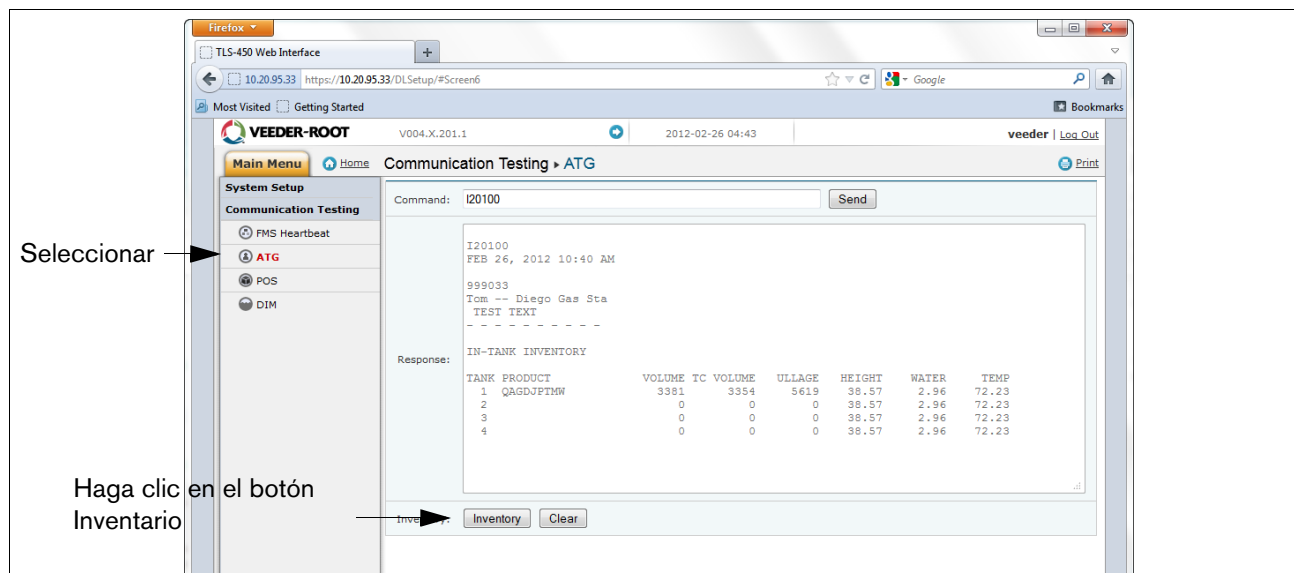 Firefox
TLS-450 Web Interface
10.20.95.33 https://10.20.95.33/DLSetup/#Screen6 Google
Most Visited Getting Started Bookmarks
VEEDER-ROOT V004.X.201.1 2012-02-26 04:43 veeder | Log Out
Main Menu Home Communication Testing ▸ ATG Print
System Setup
Communication Testing
FMS Heartbeat
ATG
POS
DIM
Seleccionar
Command: I20100 Send
Response:
I20100
FEB 26, 2012 10:40 AM
999033
Tom -- Diego Gas Sta
TEST TEXT
- - - - - - - - - -
IN-TANK INVENTORY
TANK PRODUCT VOLUME TC VOLUME ULLAGE HEIGHT WATER TEMP
1 QAGDJPTMW 3381 3354 5619 38.57 2.96 72.23
2 0 0 0 38.57 2.96 72.23
3 0 0 0 38.57 2.96 72.23
4 0 0 0 38.57 2.96 72.23
Haga clic en el botón
Inventario
Inventory: Inventory Clear